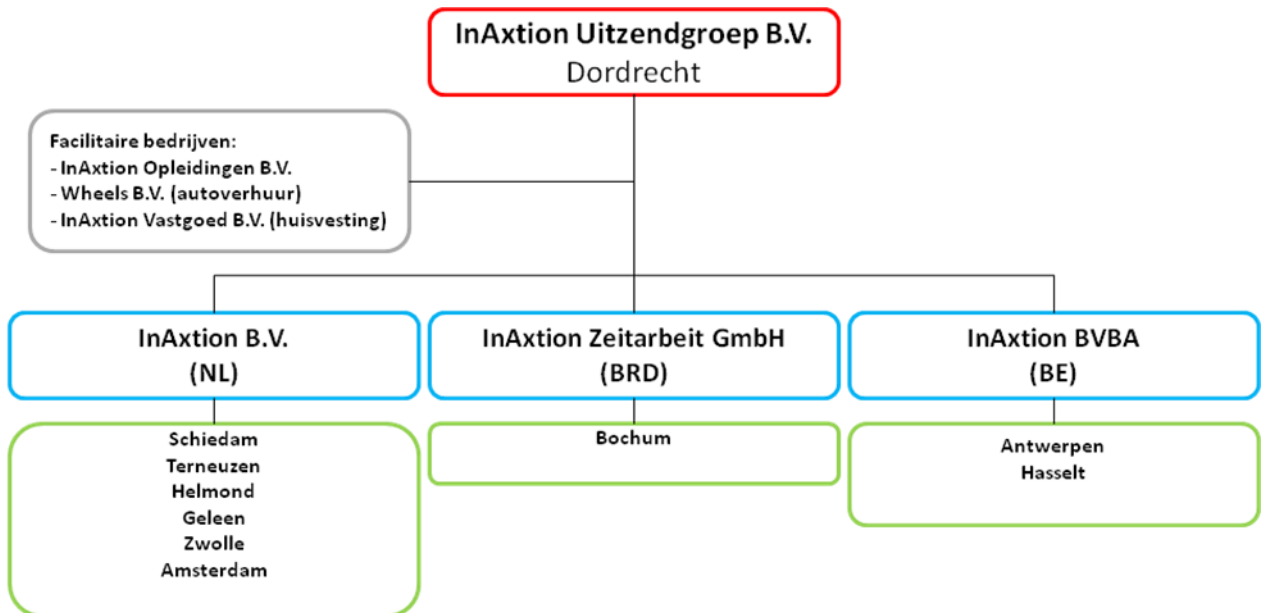 InAxtion Uitzendgroep B.V.
Dordrecht
Facilitaire bedrijven:
- InAxtion Opleidingen B.V.
- Wheels B.V. (autoverhuur)
- InAxtion Vastgoed B.V. (huisvesting)
InAxtion B.V.
(NL)
InAxtion Zeitarbeit GmbH
(BRD)
InAxtion BVBA
(BE)
Schiedam
Terneuzen
Helmond
Geleen
Zwolle
Amsterdam
Bochum
Antwerpen
Hasselt